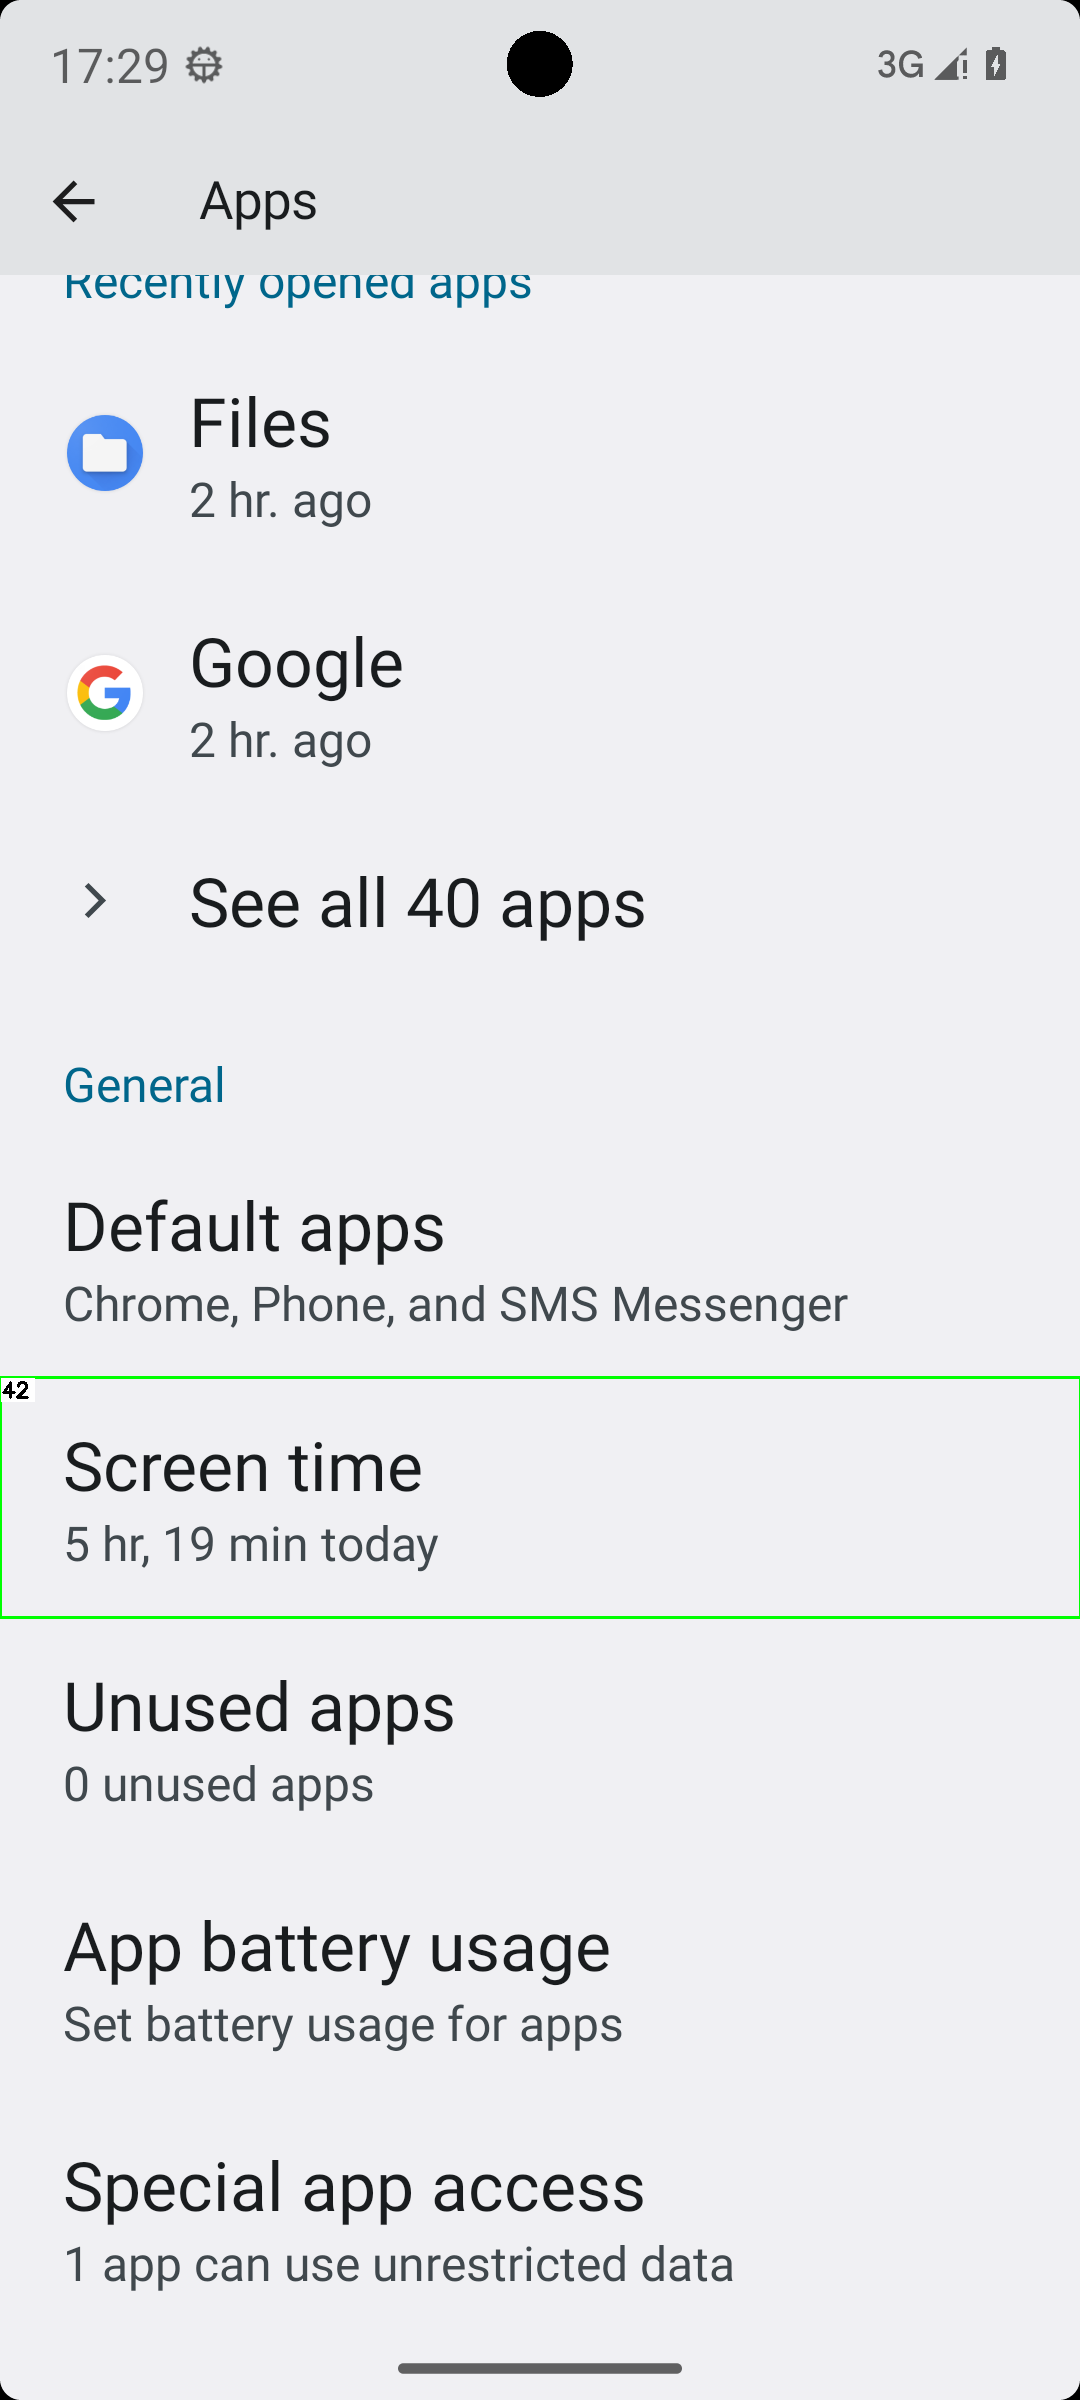 17:29
3G
Apps
Recently opened apps
Files
2 hr. ago
Google
2 hr. ago
See all 40 apps
General
Default apps
Chrome, Phone, and SMS Messenger
42
Screen time
5 hr, 19 min today
Unused apps
0 unused apps
App battery usage
Set battery usage for apps
Special app access
1 app can use unrestricted data